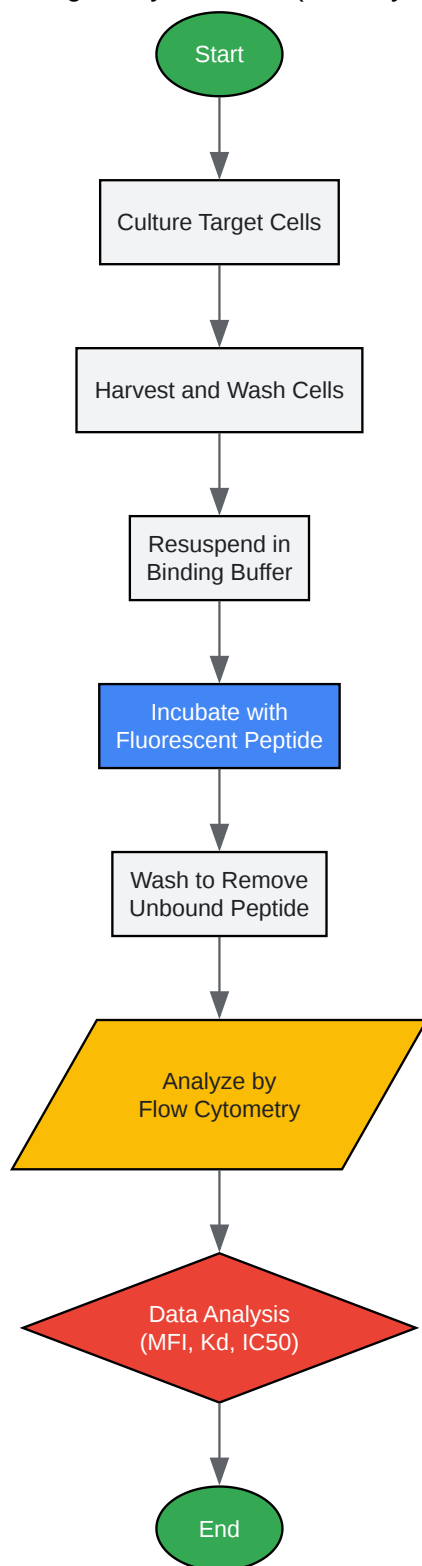 Start
Culture Target Cells
Harvest and Wash Cells
Resuspend in
Binding Buffer
Incubate with
Fluorescent Peptide
Wash to Remove
Unbound Peptide
Analyze by
Flow Cytometry
Data Analysis
(MFI, Kd, IC50)
End